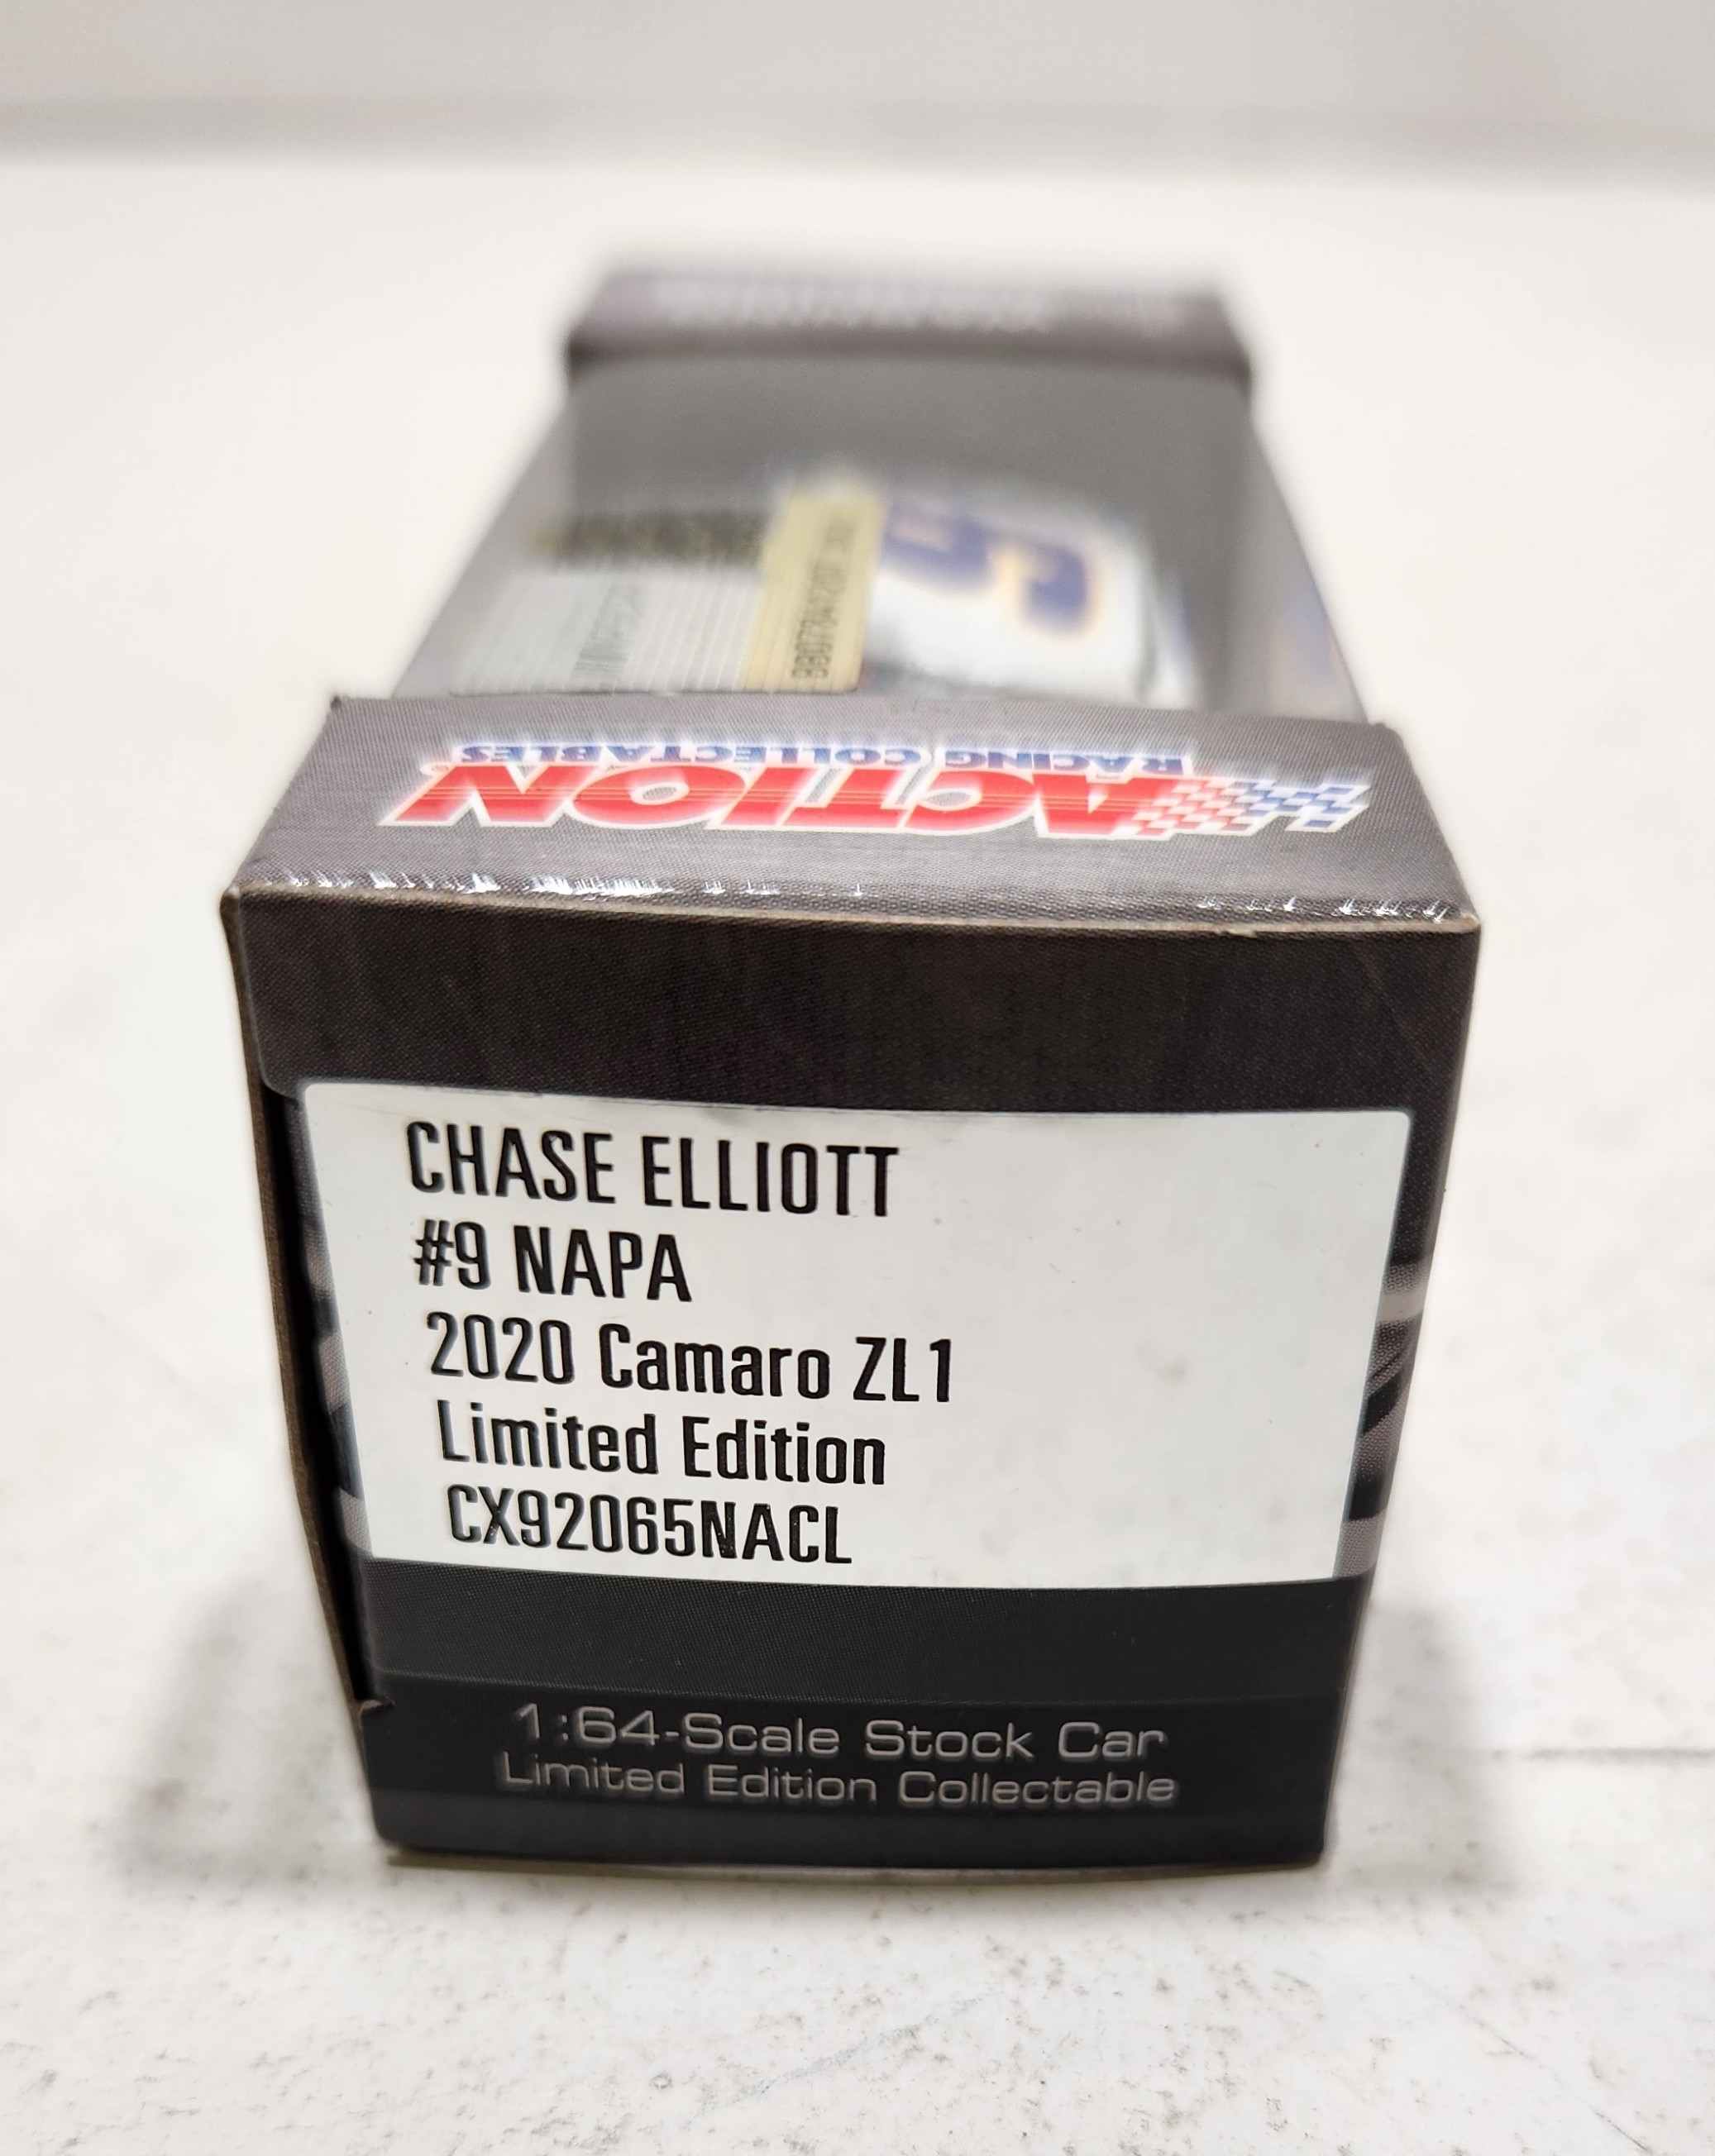 ACTION
RACING COLLECTABLES
CHASE ELLIOTT
#9 NAPA
2020 Camaro ZL1
Limited Edition
CX92065NACL
1:64-Scale Stock Car
Limited Edition Collectable